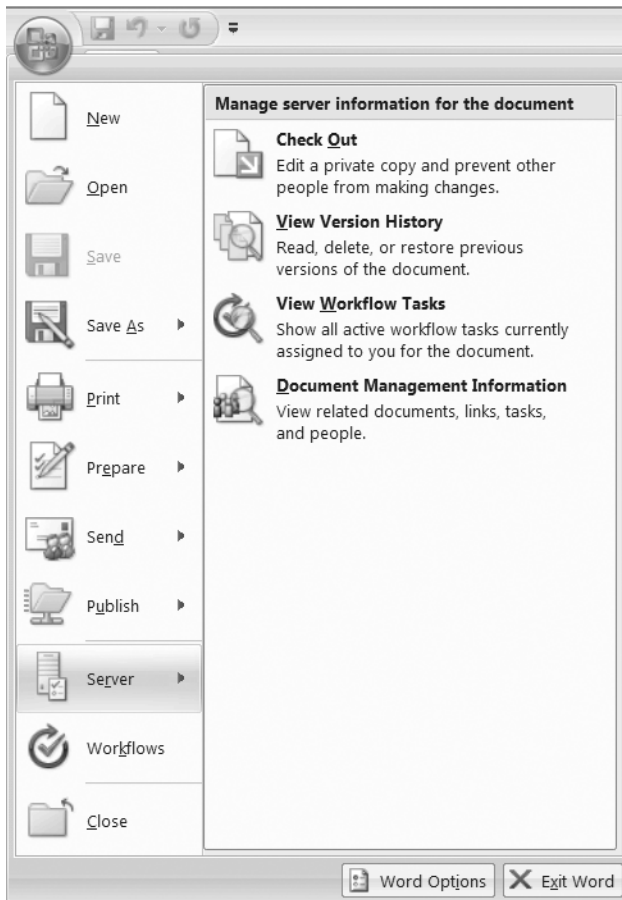 New
Open
Save
Save As
Print
Prepare
Send
Publish
Server
Workflows
Close
Manage server information for the document
Check Out
Edit a private copy and prevent other
people from making changes.
View Version History
Read, delete, or restore previous
versions of the document.
View Workflow Tasks
Show all active workflow tasks currently
assigned to you for the document.
Document Management Information
View related documents, links, tasks,
and people.
Word Options
Exit Word